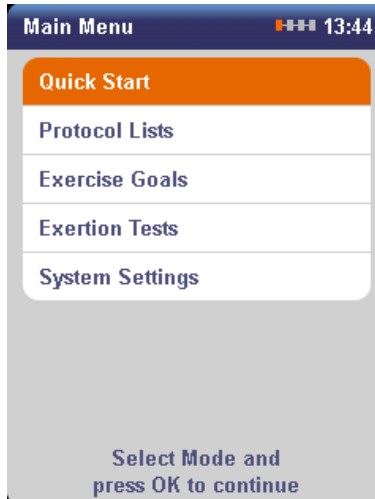 Main Menu 13:44
Quick Start
Protocol Lists
Exercise Goals
Exertion Tests
System Settings
Select Mode and
press OK to continue